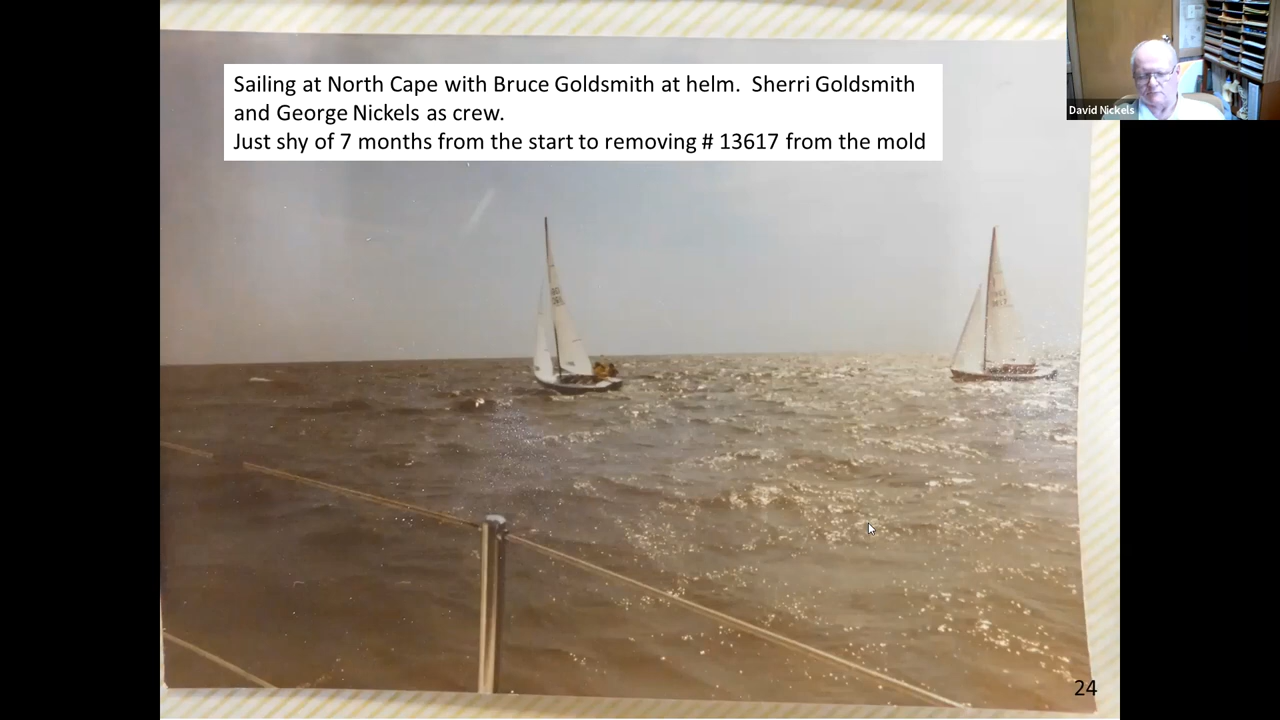 Sailing at North Cape with Bruce Goldsmith at helm.  Sherri Goldsmith
and George Nickels as crew.
Just shy of 7 months from the start to removing # 13617 from the mold
David Nickels
24